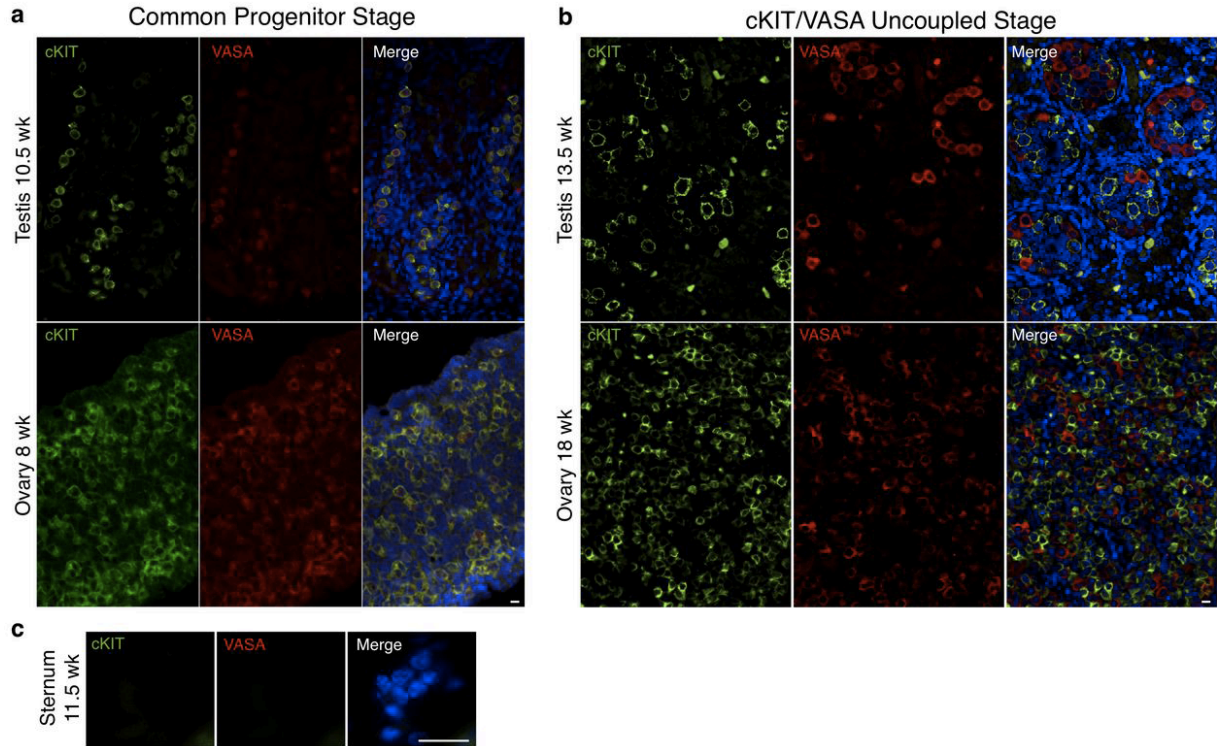 a
Common Progenitor Stage
cKIT
VASA
Merge
Testis 10.5 wk
cKIT
VASA
Merge
Ovary 8 wk
b
cKIT/VASA Uncoupled Stage
cKIT
VASA
Merge
Testis 13.5 wk
cKIT
VASA
Merge
Ovary 18 wk
c
cKIT
VASA
Merge
Sternum
11.5 wk